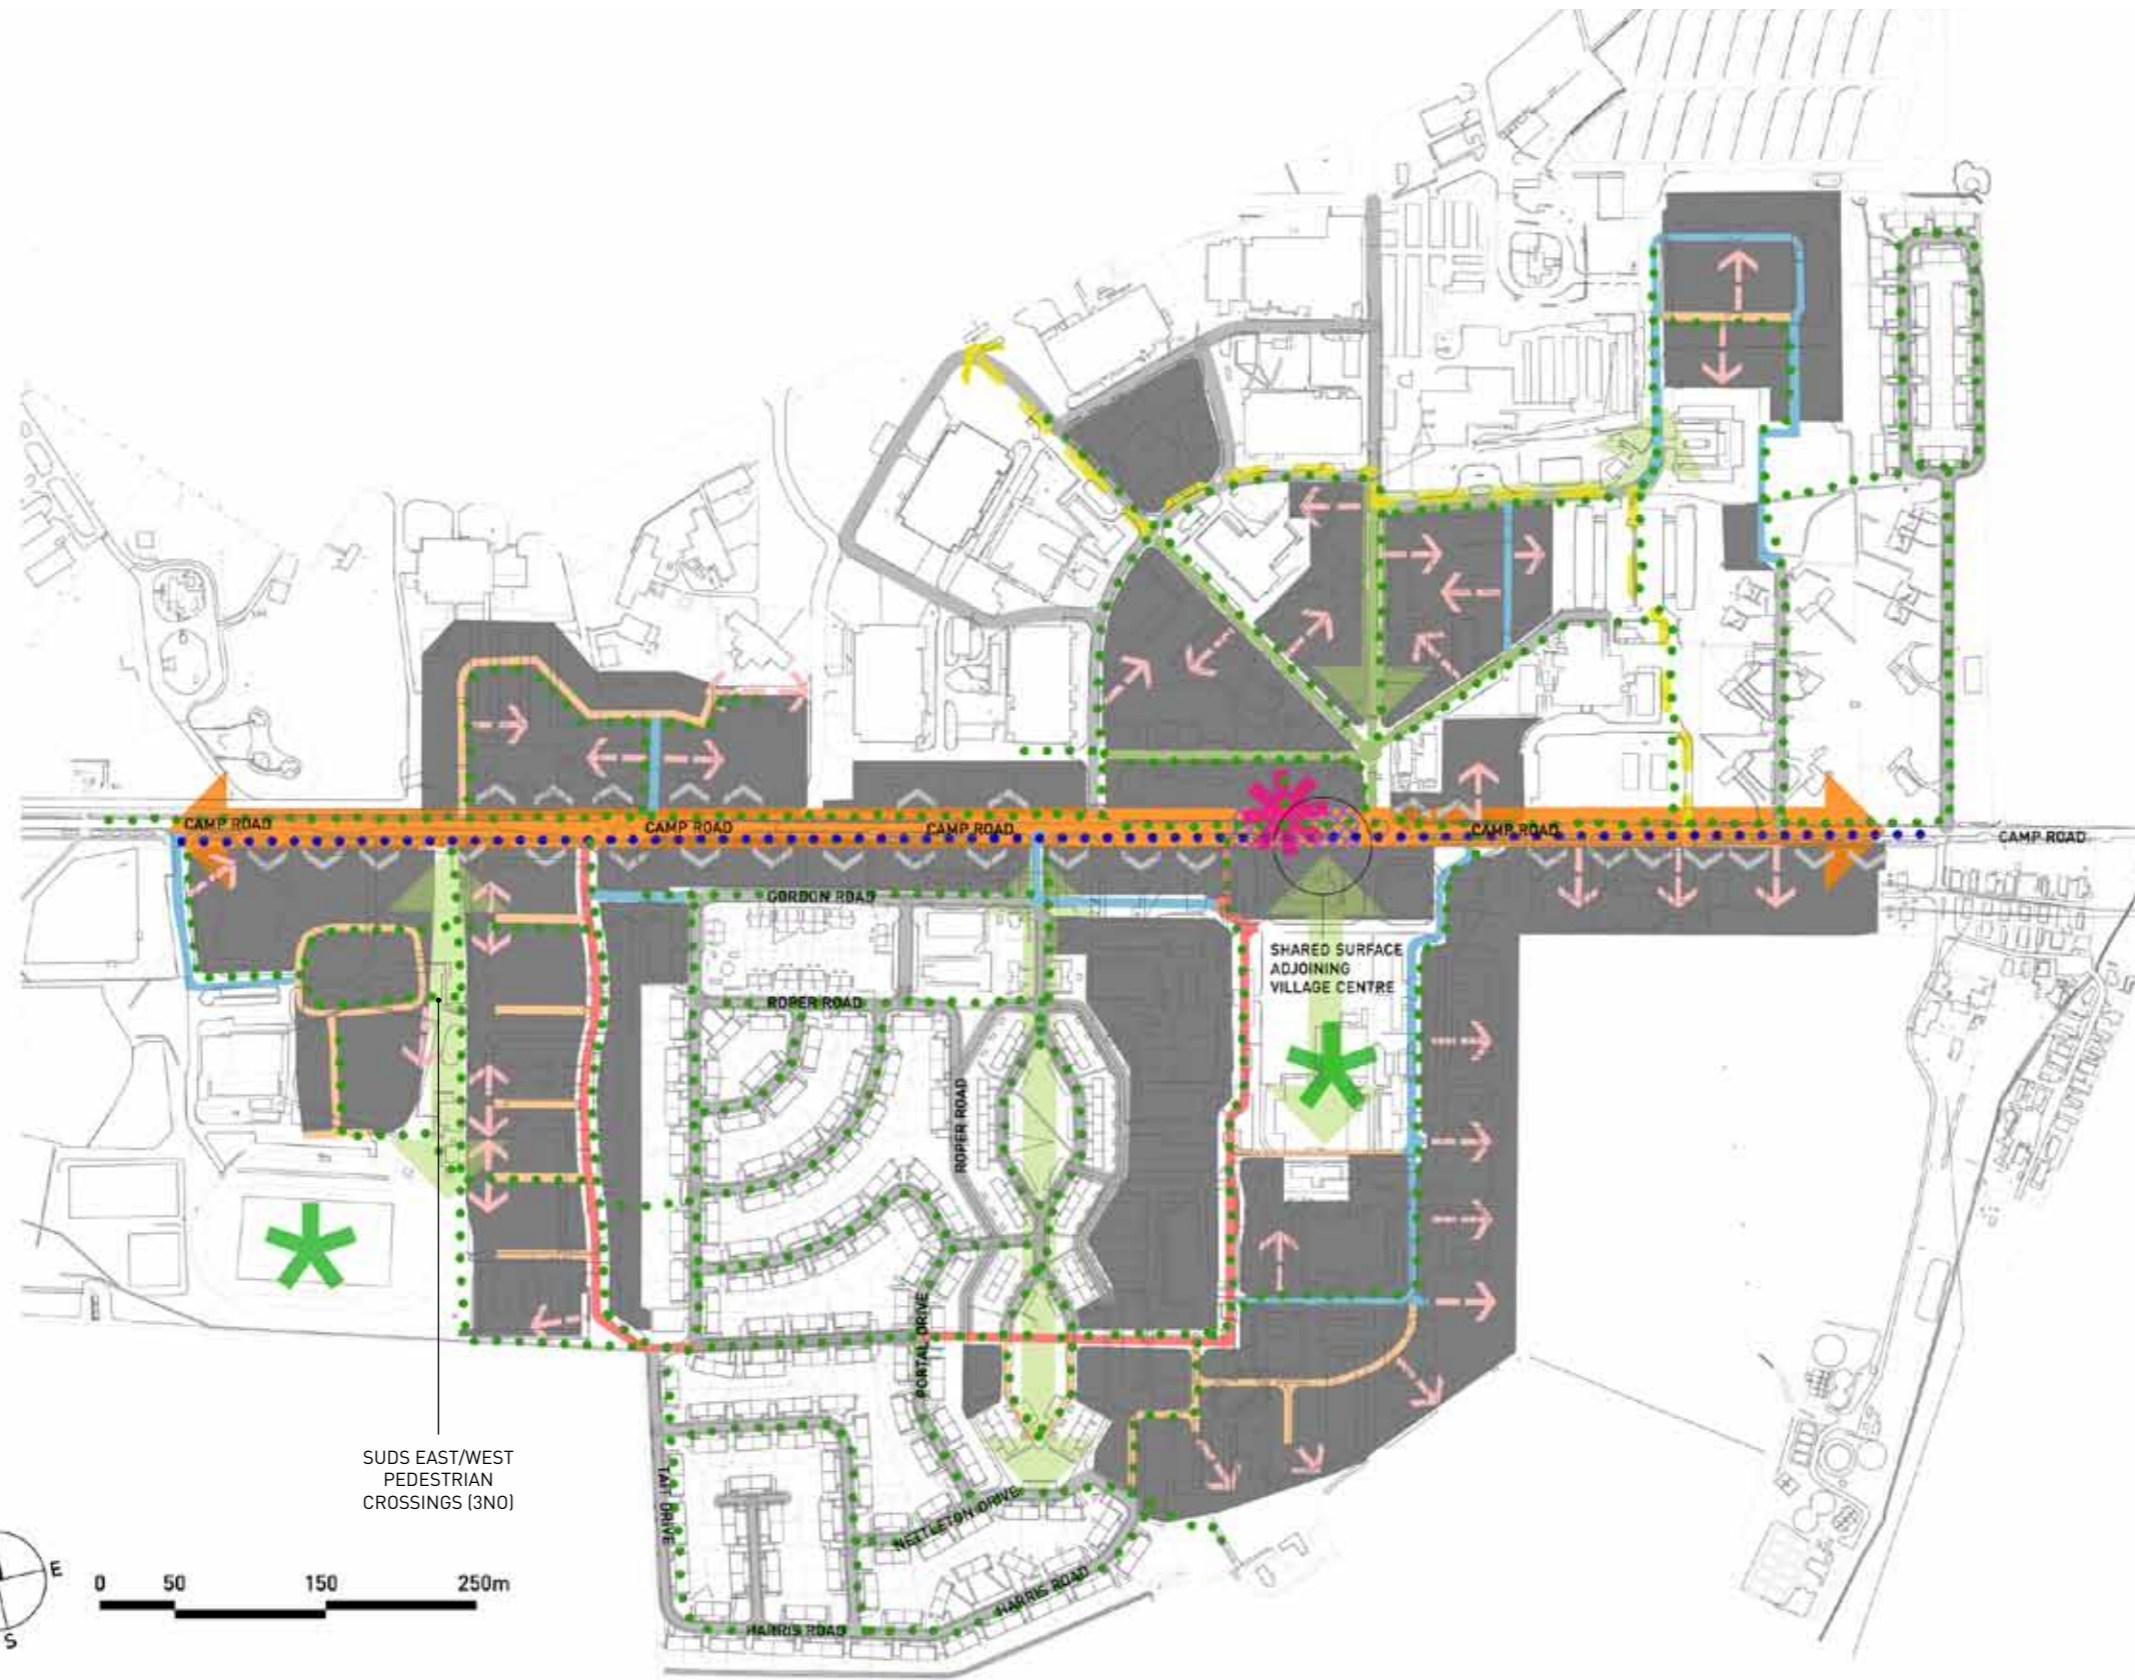 CAMP ROAD
CAMP ROAD
CAMP ROAD
CAMP ROAD
CAMP ROAD
GORDON ROAD
SHARED SURFACE
ADJOINING
VILLAGE CENTRE
ROPER ROAD
ROPER ROAD
PORTAL DRIVE
SUDS EAST/WEST
PEDESTRIAN
CROSSINGS (3NO)
TAIT DRIVE
NETTLETON DRIVE
HARRIS ROAD
HARRIS ROAD
E
S
0 50 150 250m